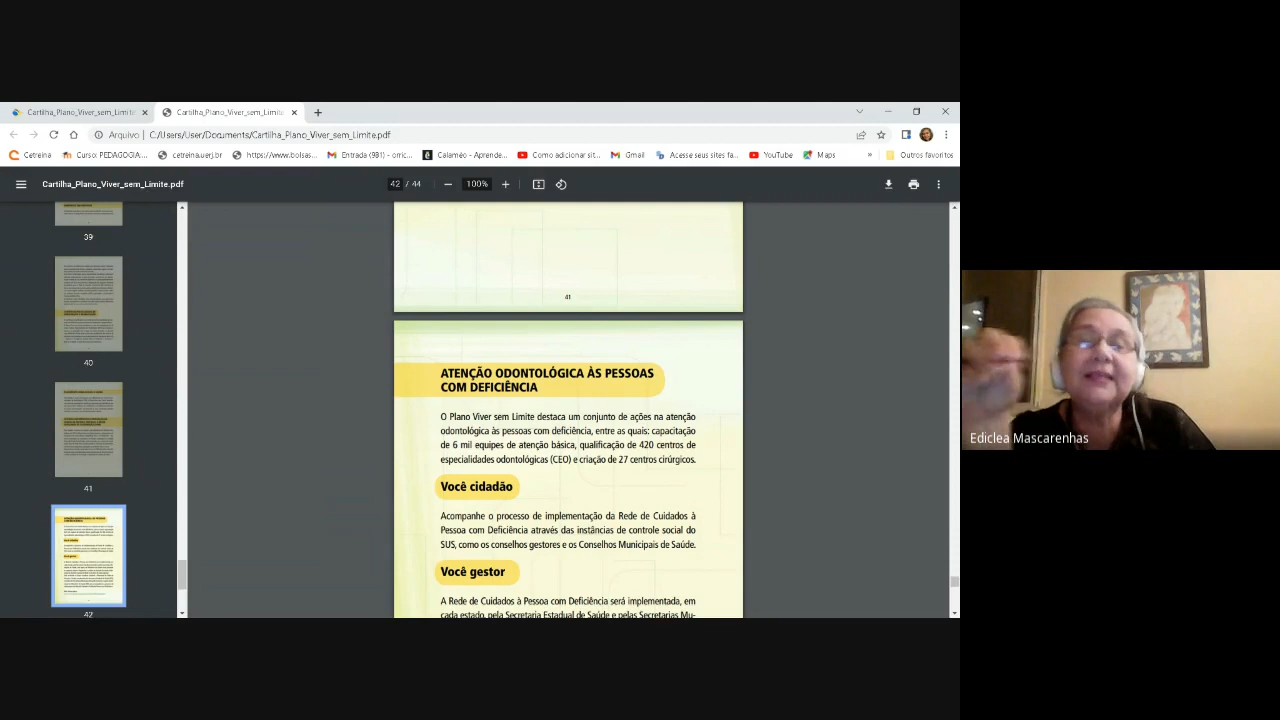 Cartilha_Plano_Viver_sem_Limite
Cartilha_Plano_Viver_sem_Limite
Arquivo | C:/Users/User/Documents/Cartilha_Plano_Viver_sem_Limite.pdf
Cetreina
Curso: PEDAGOGIA...
cetreina.uerj.br
https://www.bolsas...
Entrada (981) - orric...
Calaméo - Aprende...
Como adicionar sit...
Gmail
Acesse seus sites fa...
YouTube
Maps
»
Outros favoritos
Cartilha_Plano_Viver_sem_Limite.pdf
42 / 44
100%
39
40
41
42
41
ATENÇÃO ODONTOLÓGICA ÀS PESSOAS
COM DEFICIÊNCIA
O Plano Viver sem Limite destaca um conjunto de ações na atenção
odontológica às pessoas com deficiência, entre as quais: capacitação
de 6 mil equipes de atenção básica, qualificação de 420 centros de
especialidades odontológicas (CEO) e criação de 27 centros cirúrgicos.
Você cidadão
Acompanhe o processo de implementação da Rede de Cuidados à
Pessoa com Deficiência através das instâncias de controle social do
SUS, como os conselhos gestores e os Conselhos Municipais de Saúde.
Você gestor
A Rede de Cuidados à Pessoa com Deficiência será implementada, em
cada estado, pela Secretaria Estadual de Saúde e pelas Secretarias Mu-
Ediclea Mascarenhas